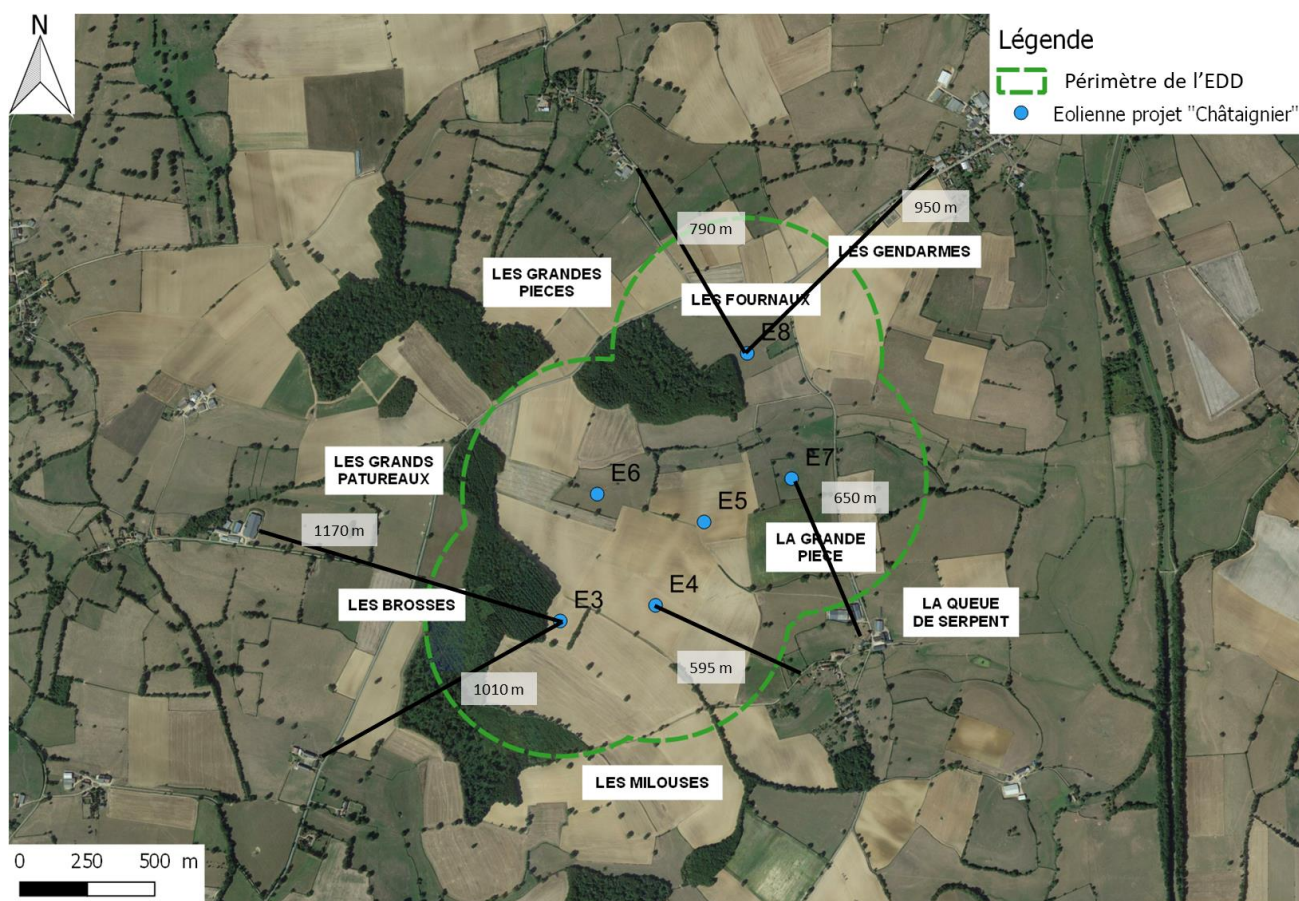 N
Légende
Périmètre de l'EDD
Eolienne projet "Châtaignier"
950 m
790 m
LES GENDARMES
LES GRANDES
PIECES
LES FOURNAUX
E8
LES GRANDS
PATUREAUX
E6
E7
650 m
E5
1170 m
LA GRANDE
PIECE
LES BROSSES
E3
E4
LA QUEUE
DE SERPENT
595 m
1010 m
LES MILOUSES
0 250 500 m